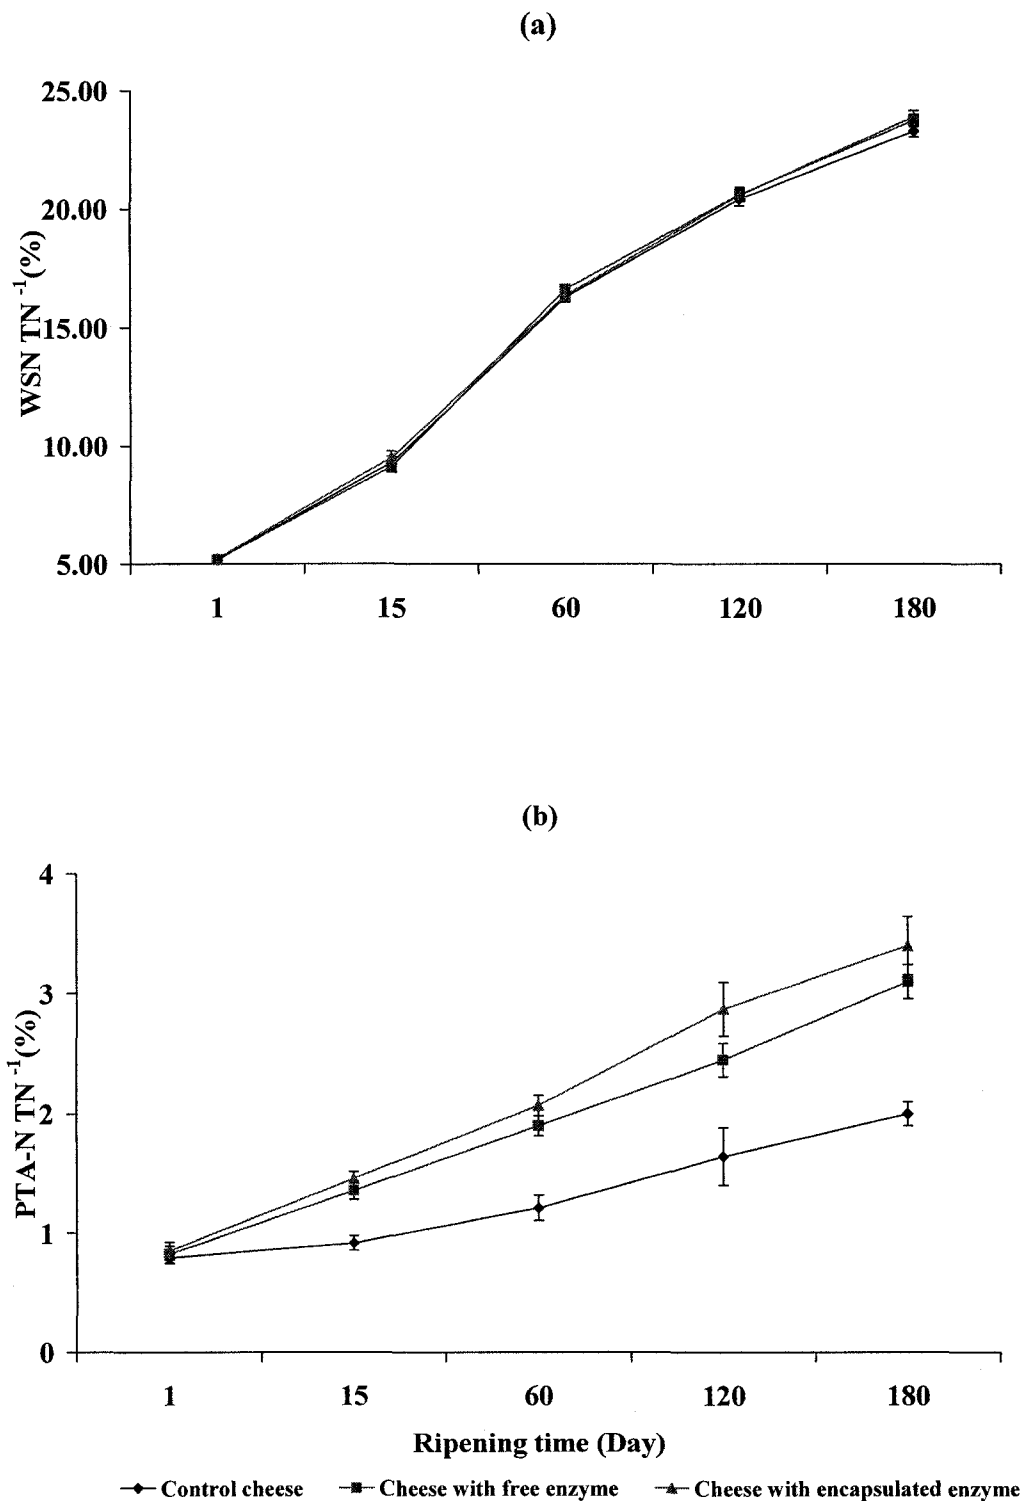 (a)
25.00
20.00
15.00
10.00
5.00
WSN TN ⁻¹(%)
1 15 60 120 180
(b)
4
3
2
1
0
PTA-N TN ⁻¹(%)
1 15 60 120 180
Ripening time (Day)
Control cheese Cheese with free enzyme Cheese with encapsulated enzyme